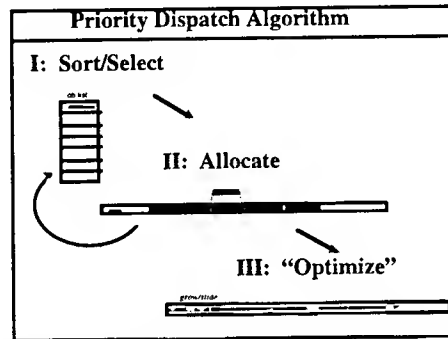 Priority Dispatch Algorithm
I: Sort/Select
II: Allocate
III: “Optimize”